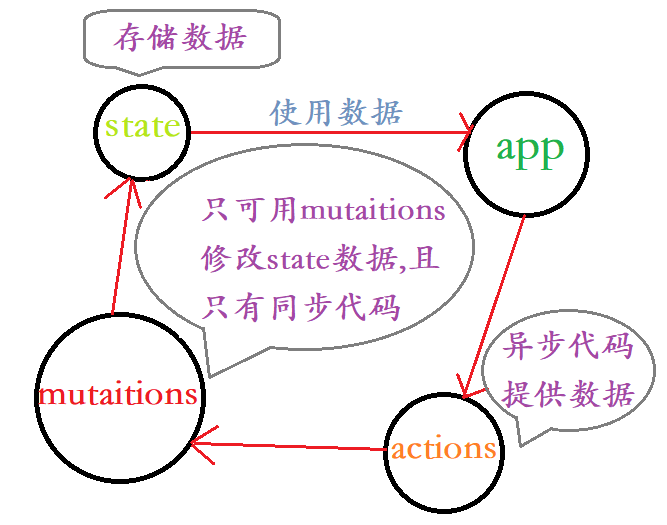 存储数据
state
使用数据
app
只可用mutaitions
修改state数据,且
只有同步代码
异步代码
提供数据
mutaitions
actions